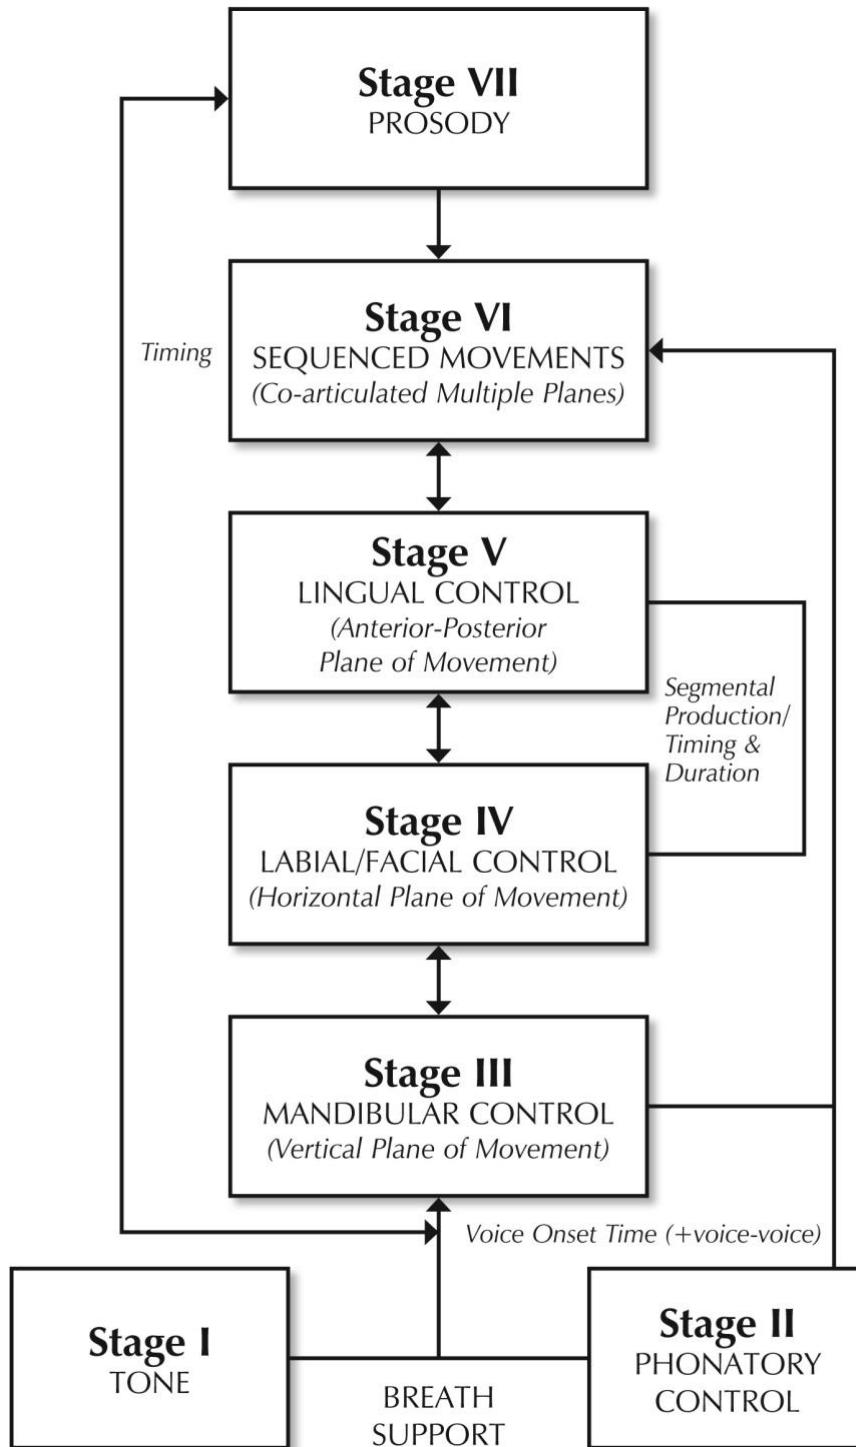 Stage VII
PROSODY
Timing
Stage VI
SEQUENCED MOVEMENTS
(Co-articulated Multiple Planes)
Stage V
LINGUAL CONTROL
(Anterior-Posterior
Plane of Movement)
Segmental
Production/
Timing &
Duration
Stage IV
LABIAL/FACIAL CONTROL
(Horizontal Plane of Movement)
Stage III
MANDIBULAR CONTROL
(Vertical Plane of Movement)
Voice Onset Time (+voice-voice)
Stage I
TONE
BREATH
SUPPORT
Stage II
PHONATORY
CONTROL